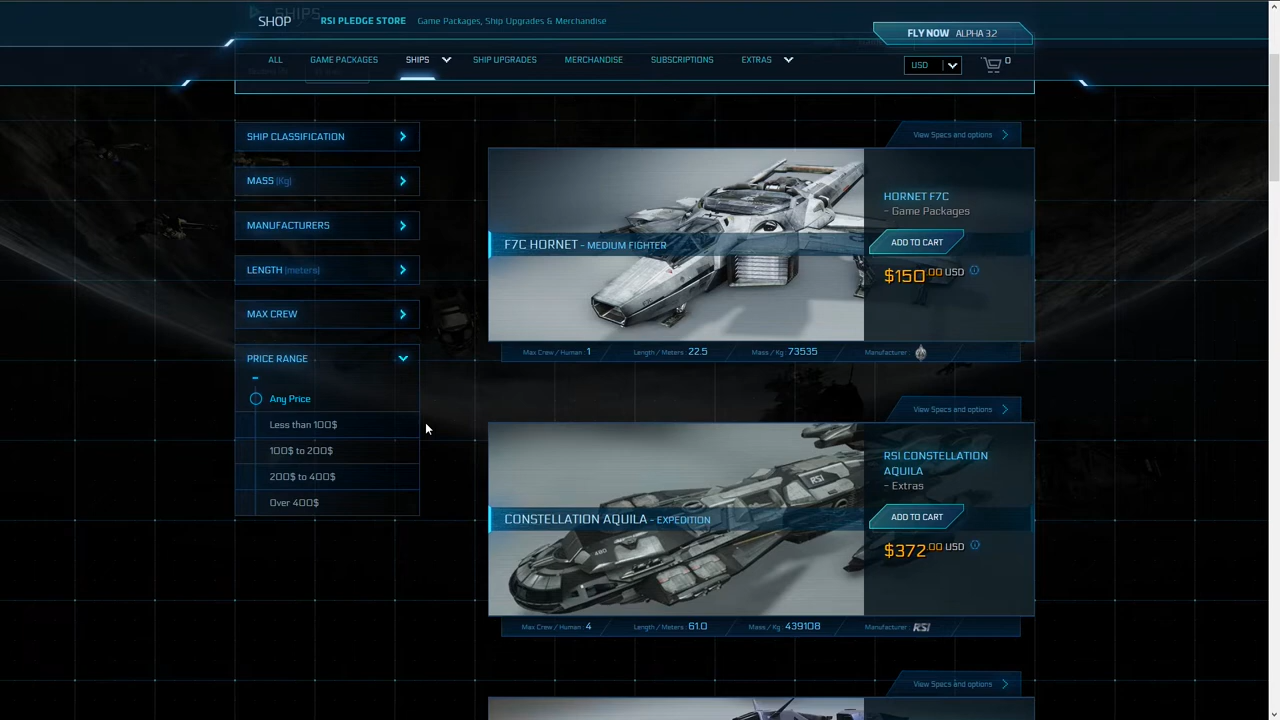 SHIPS
SHOP
RSI PLEDGE STORE
Game Packages, Ship Upgrades & Merchandise
FLY NOW ALPHA 3.2
ALL
GAME PACKAGES
SHIPS
SHIP UPGRADES
MERCHANDISE
SUBSCRIPTIONS
EXTRAS
USD
0
SHIP CLASSIFICATION
MASS (Kg)
MANUFACTURERS
LENGTH (meters)
MAX CREW
PRICE RANGE
Any Price
Less than 100$
100$ to 200$
200$ to 400$
Over 400$
View Specs and options
F7C HORNET - MEDIUM FIGHTER
HORNET F7C
- Game Packages
ADD TO CART
$150.00 USD
Max Crew / Human : 1
Length / Meters : 22.5
Mass / Kg : 73535
Manufacturer :
View Specs and options
RSI
480
CONSTELLATION AQUILA - EXPEDITION
RSI CONSTELLATION
AQUILA
- Extras
ADD TO CART
$372.00 USD
Max Crew / Human : 4
Length / Meters : 61.0
Mass / Kg : 439108
Manufacturer : RSI
View Specs and options